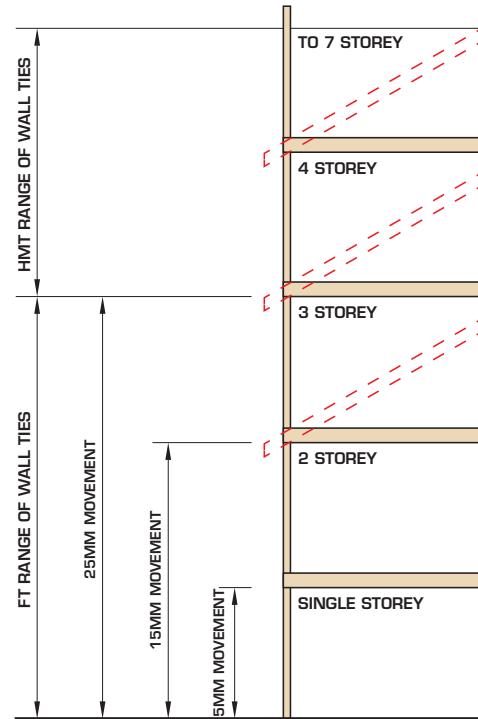 TO 7 STOREY
HMT RANGE OF WALL TIES
4 STOREY
3 STOREY
FT RANGE OF WALL TIES
25MM MOVEMENT
2 STOREY
15MM MOVEMENT
5MM MOVEMENT
SINGLE STOREY